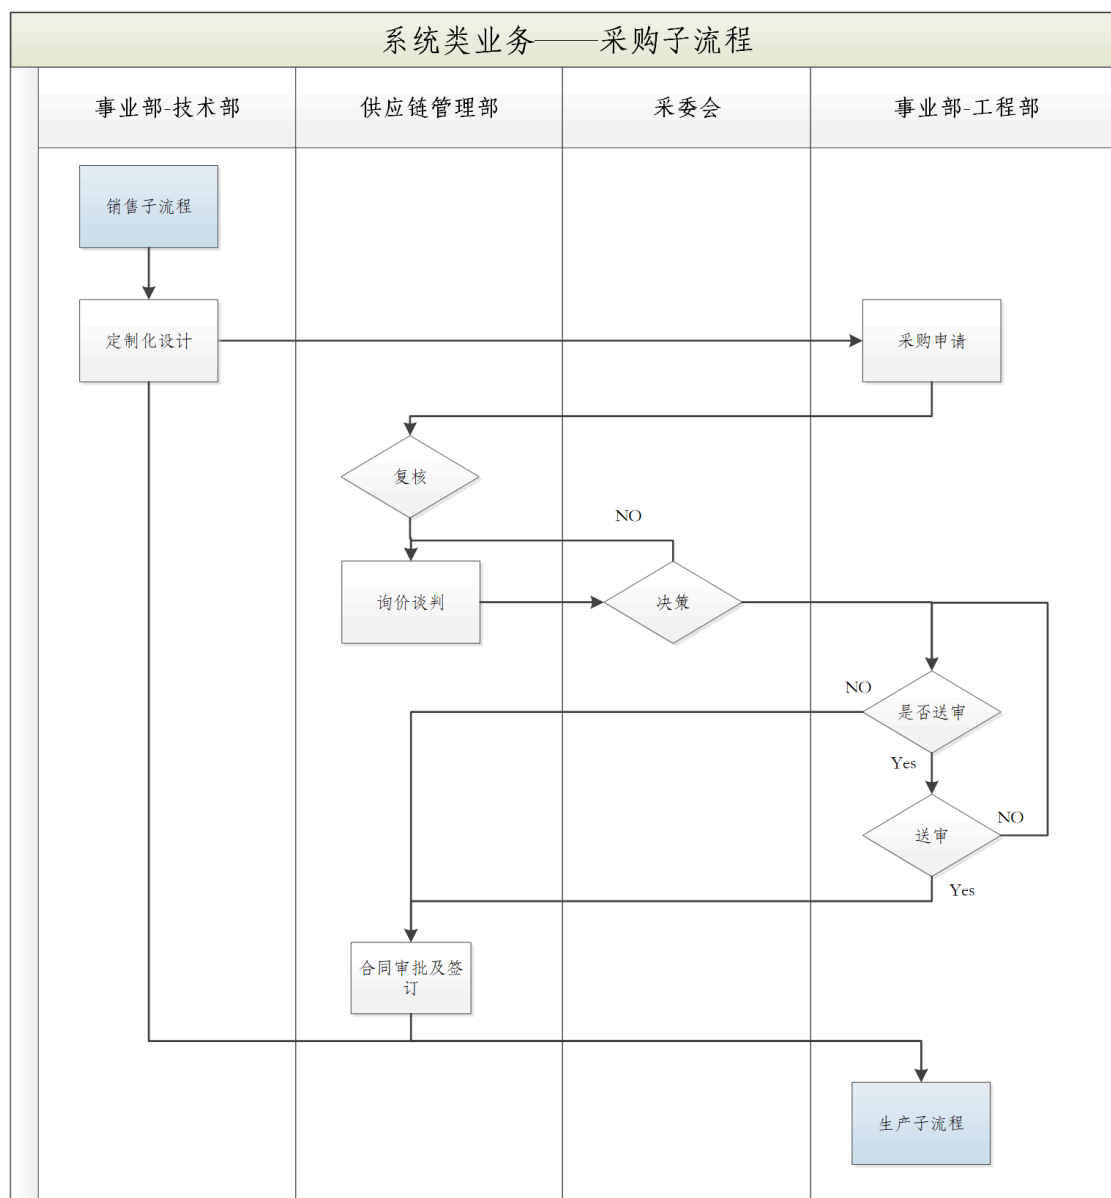 系统类业务——采购子流程
事业部-技术部
供应链管理部
采委会
事业部-工程部
销售子流程
定制化设计
采购申请
复核
NO
询价谈判
决策
NO
是否送审
Yes
送审
NO
Yes
合同审批及签
订
生产子流程